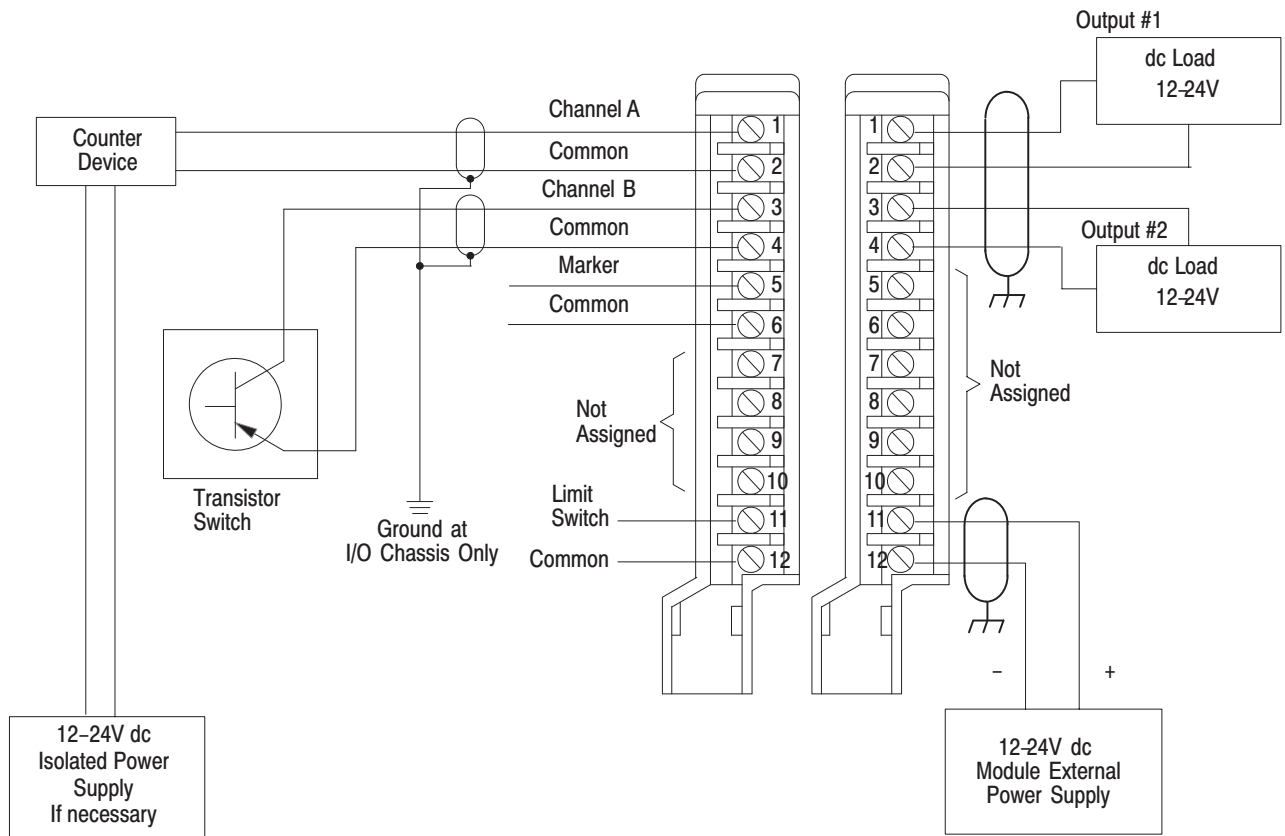 Output #1
dc Load
12–24V
Counter
Device
Channel A
Common
Channel B
Common
Marker
Common
1
2
3
4
5
6
7
8
9
10
11
12
1
2
3
4
5
6
7
8
9
10
11
12
Output #2
dc Load
12–24V
Not
Assigned
Not
Assigned
Transistor
Switch
Ground at
I/O Chassis Only
Limit
Switch
Common
–
+
12–24V dc
Isolated Power
Supply
If necessary
12–24V dc
Module External
Power Supply